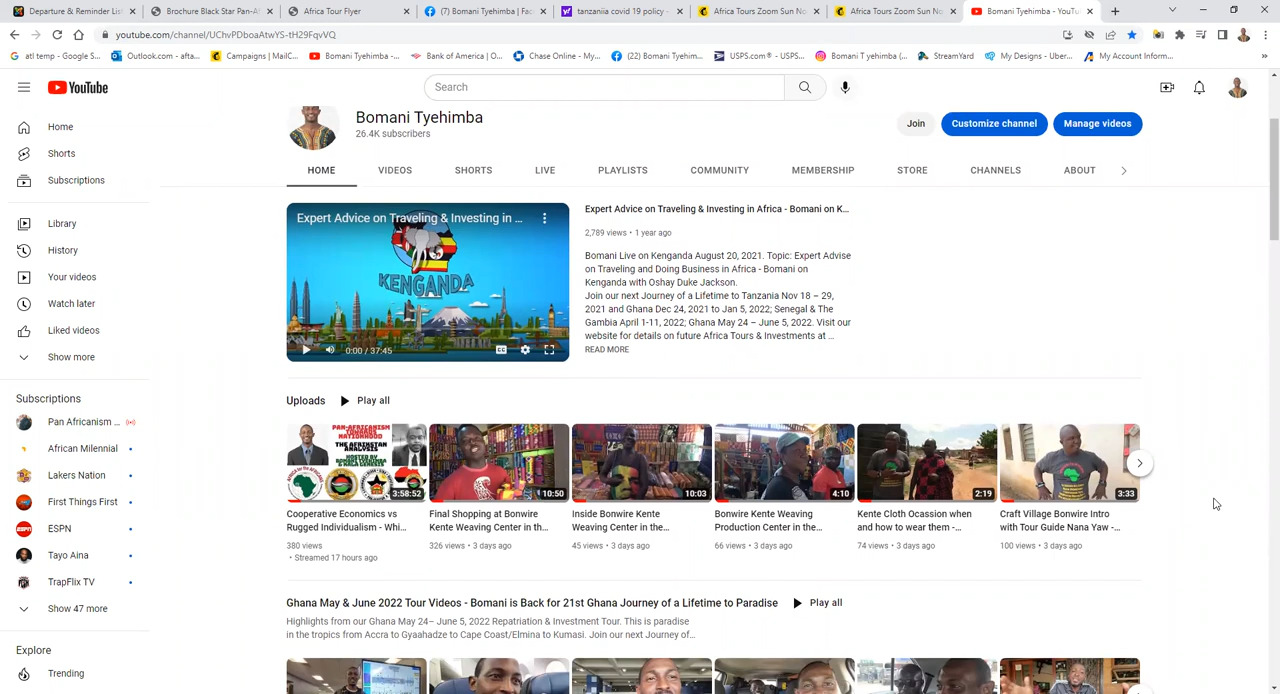 Departure & Reminder List
Brochure Black Star Pan-Af
Africa Tour Flyer
(7) Bomani Tyehimba | Fac
tanzaniia covid 19 policy -
Africa Tours Zoom Sun No
Africa Tours Zoom Sun No
Bomani Tyehimba - YouTu
youtube.com/channel/UChvPDboaAtwYS-tH29FqvVQ
atl temp - Google S...
Outlook.com - afta...
Campaigns | MailC...
Bomani Tyehimba -...
Bank of America | O...
Chase Online - My...
(22) Bomani Tyehim...
USPS.com® - USPS...
Bomani T yehimba (...
StreamYard
My Designs - Uber...
My Account Inform...
YouTube
Search
Home
Shorts
Subscriptions
Library
History
Your videos
Watch later
Liked videos
Show more
Subscriptions
Pan Africanism ...
African Milennial
Lakers Nation
First Things First
ESPN
Tayo Aina
TrapFlix TV
Show 47 more
Explore
Trending
Bomani Tyehimba
26.4K subscribers
Join
Customize channel
Manage videos
HOME
VIDEOS
SHORTS
LIVE
PLAYLISTS
COMMUNITY
MEMBERSHIP
STORE
CHANNELS
ABOUT
Expert Advice on Traveling & Investing in ...
KENGANDA
0:00 / 37:45
CC
Expert Advice on Traveling & Investing in Africa - Bomani on K...
2,789 views • 1 year ago
Bomani Live on Kenganda August 20, 2021. Topic: Expert Advise
on Traveling and Doing Business in Africa - Bomani on
Kenganda with Oshay Duke Jackson.
Join our next Journey of a Lifetime to Tanzania Nov 18 – 29,
2021 and Ghana Dec 24, 2021 to Jan 5, 2022; Senegal & The
Gambia April 1-11, 2022; Ghana May 24 – June 5, 2022. Visit our
website for details on future Africa Tours & Investments at ...
READ MORE
Uploads
Play all
PAN-AFRICANISM
TOWARDS
NATIONHOOD
THE AFRIKSTAN
ANALYSIS
3:58:52
10:50
10:03
4:10
2:19
3:33
Cooperative Economics vs
Rugged Individualism - Whi...
380 views
• Streamed 17 hours ago
Final Shopping at Bonwire
Kente Weaving Center in th...
326 views • 3 days ago
Inside Bonwire Kente
Weaving Center in the...
45 views • 3 days ago
Bonwire Kente Weaving
Production Center in the...
66 views • 3 days ago
Kente Cloth Ocassion when
and how to wear them -...
74 views • 3 days ago
Craft Village Bonwire Intro
with Tour Guide Nana Yaw -...
100 views • 3 days ago
Ghana May & June 2022 Tour Videos - Bomani is Back for 21st Ghana Journey of a Lifetime to Paradise
Play all
Highlights from our Ghana May 24– June 5, 2022 Repatriation & Investment Tour. This is paradise
in the tropics from Accra to Gyaahadze to Cape Coast/Elmina to Kumasi. Join our next Journey of...